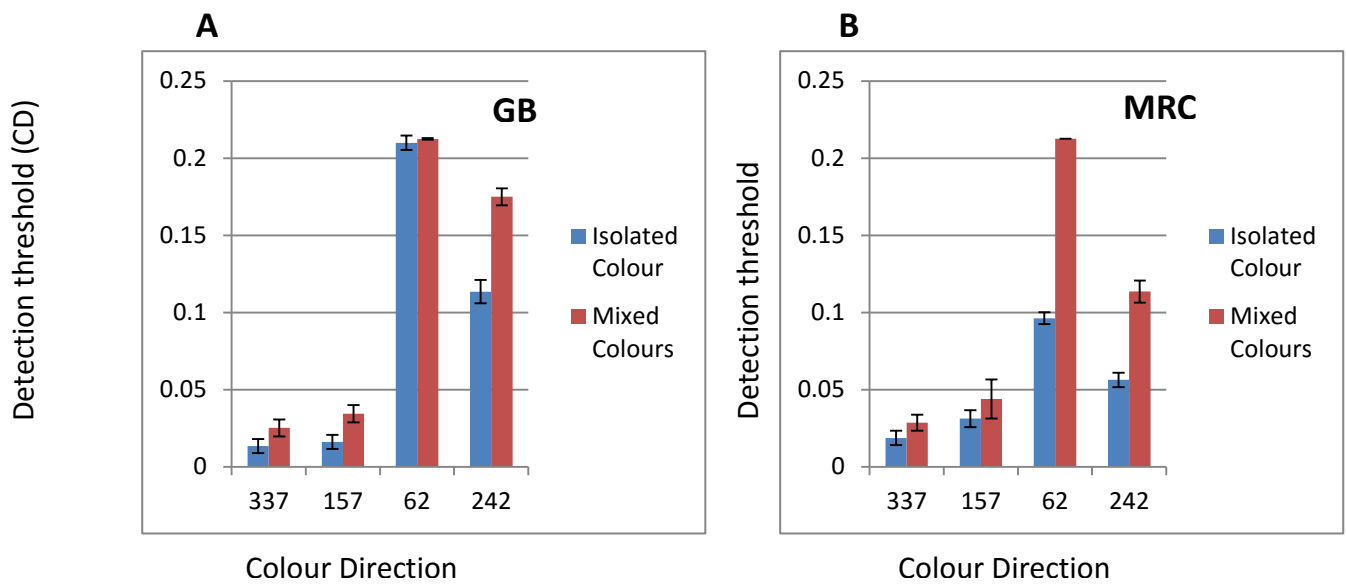 A
Detection threshold (CD)
0.25
0.2
0.15
0.1
0.05
0
GB
337 157 62 242
Isolated
Colour
Mixed
Colours
Colour Direction
B
Detection threshold
0.25
0.2
0.15
0.1
0.05
0
MRC
337 157 62 242
Isolated
Colour
Mixed
Colours
Colour Direction